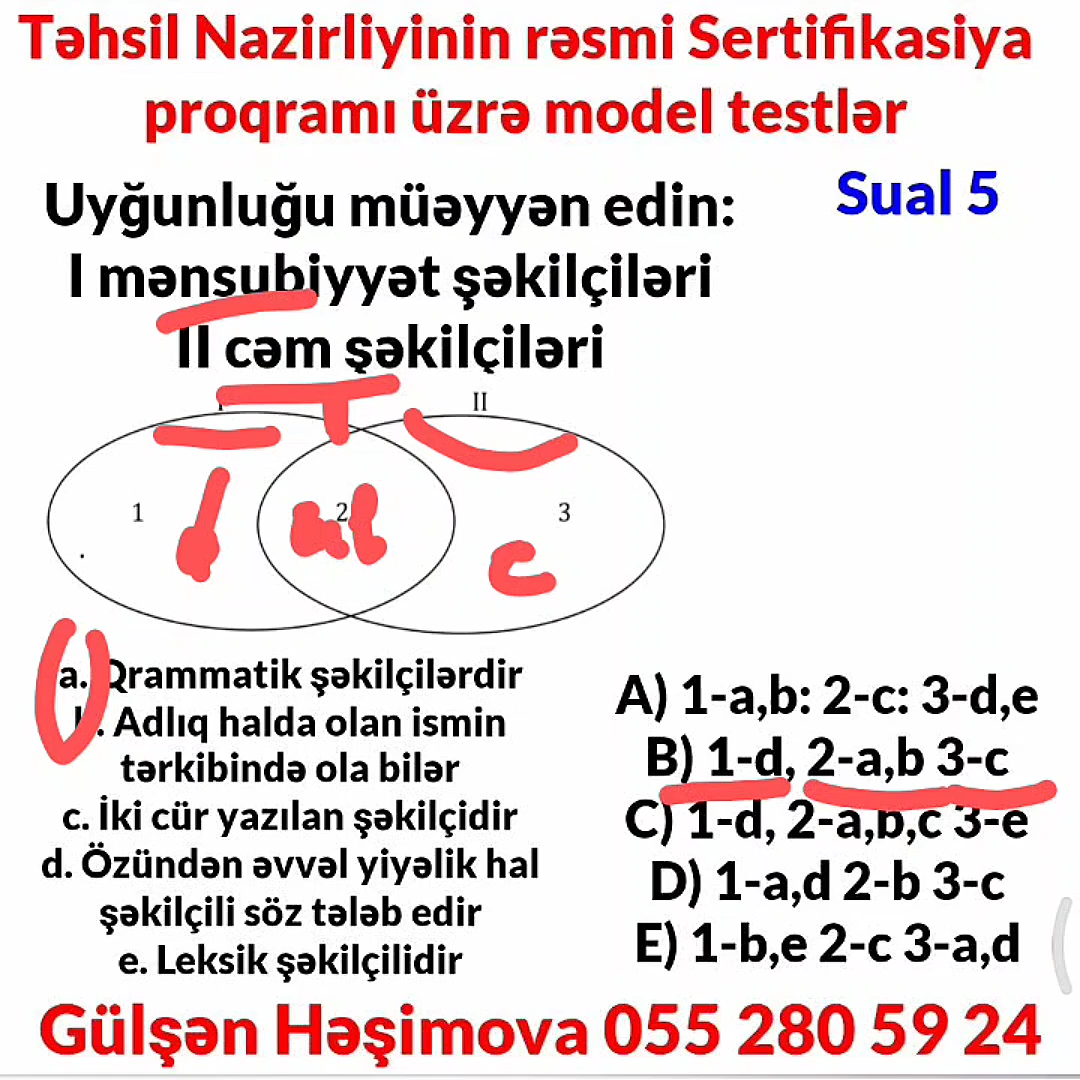 Təhsil Nazirliyinin rəsmi Sertifikasiya
proqramı üzrə model testlər
Sual 5
Uyğunluğu müəyyən edin:
I mənsubiyyət şəkilçiləri
II cəm şəkilçiləri
II
1
2
3
d
a,b
c
a. Qrammatik şəkilçilərdir
Adlıq halda olan ismin
tərkibində ola bilər
c. İki cür yazılan şəkilçidir
d. Özündən əvvəl yiyəlik hal
şəkilçili söz tələb edir
e. Leksik şəkilçilidir
A) 1-a,b: 2-c: 3-d,e
B) 1-d, 2-a,b 3-c
C) 1-d, 2-a,b,c 3-e
D) 1-a,d 2-b 3-c
E) 1-b,e 2-c 3-a,d
Gülşən Həşimova 055 280 59 24